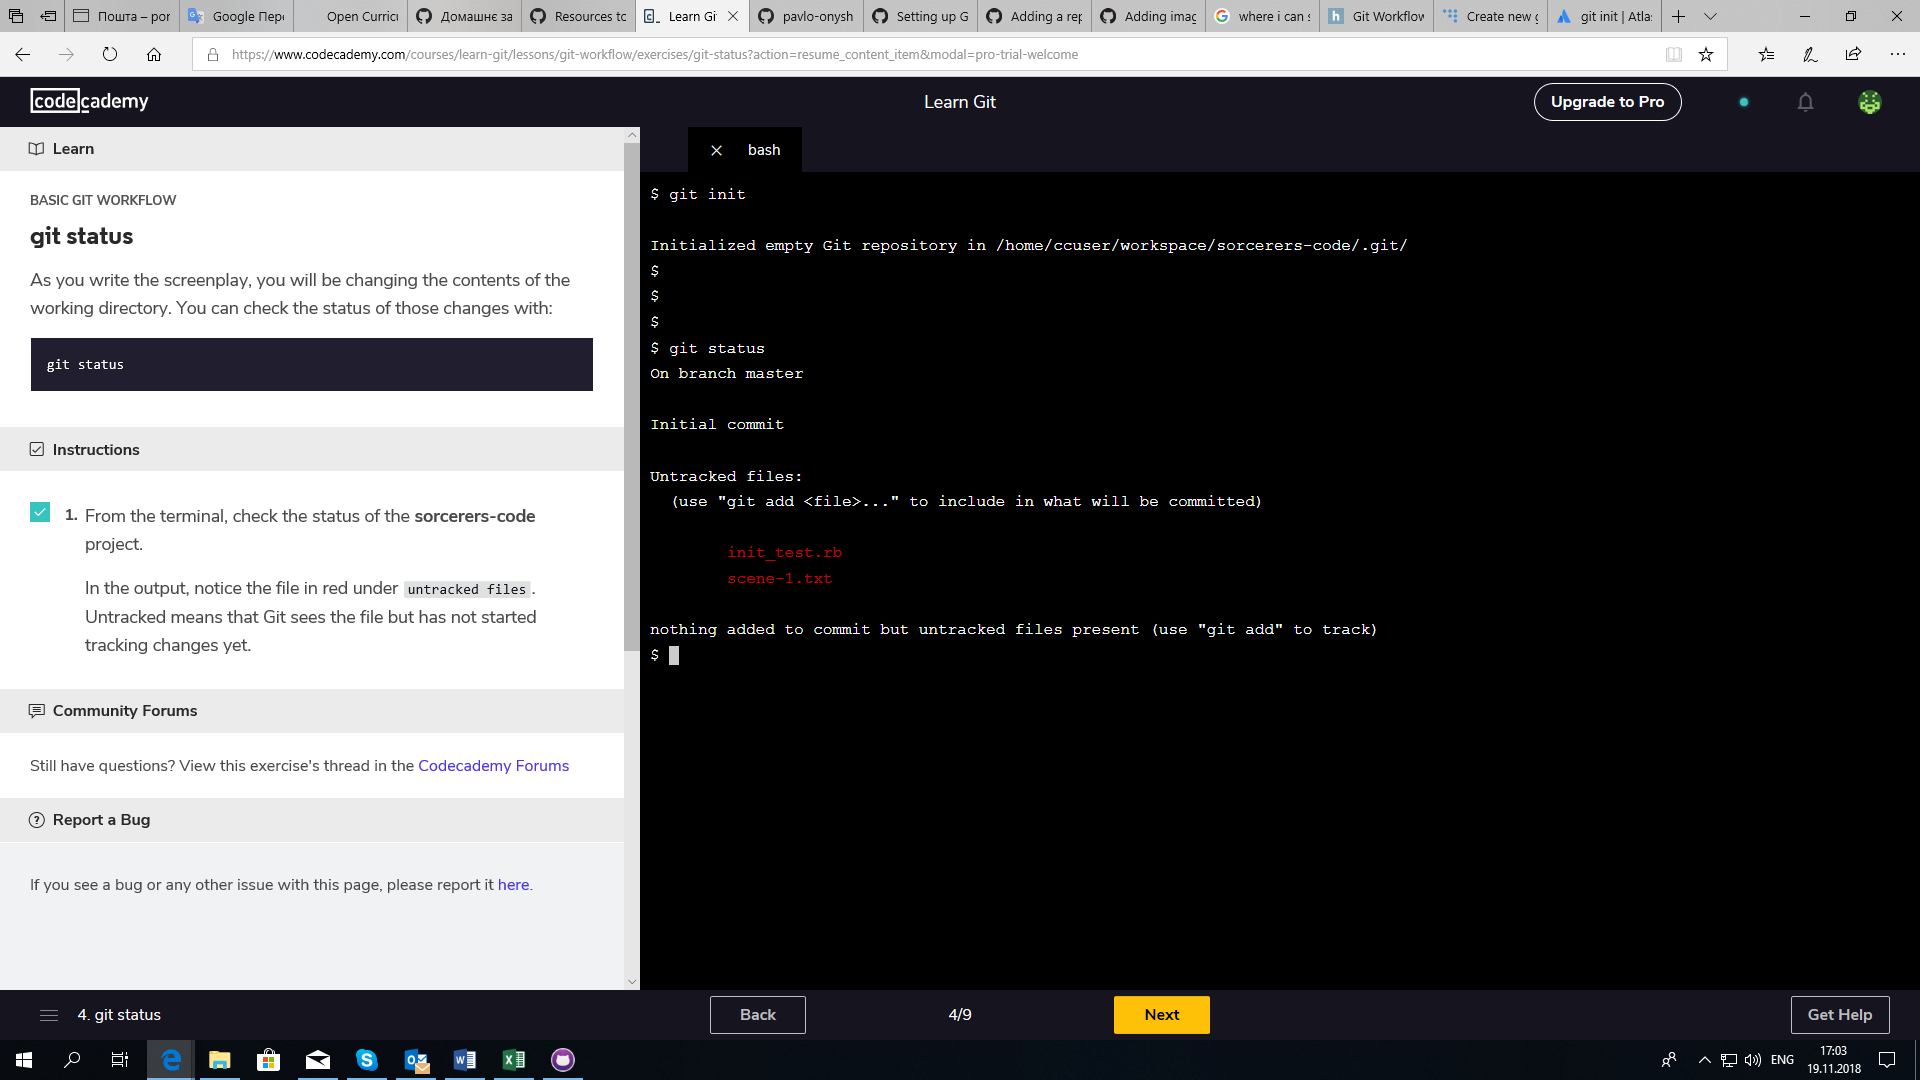 Пошта – por
Google Пере
Open Curricu
Домашнє за
Resources to
Learn Gi
pavlo-onysh
Setting up G
Adding a rep
Adding imag
where i can s
Git Workflow
Create new g
git init | Atlas
https://www.codecademy.com/courses/learn-git/lessons/git-workflow/exercises/git-status?action=resume_content_item&modal=pro-trial-welcome
codecademy
Learn Git
Upgrade to Pro
Learn
BASIC GIT WORKFLOW
git status
As you write the screenplay, you will be changing the contents of the
working directory. You can check the status of those changes with:
git status
Instructions
1. From the terminal, check the status of the sorcerers-code
project.
In the output, notice the file in red under untracked files.
Untracked means that Git sees the file but has not started
tracking changes yet.
Community Forums
Still have questions? View this exercise's thread in the Codecademy Forums
Report a Bug
If you see a bug or any other issue with this page, please report it here.
bash
$ git init
Initialized empty Git repository in /home/ccuser/workspace/sorcerers-code/.git/
$
$
$
$ git status
On branch master
Initial commit
Untracked files:
(use "git add <file>..." to include in what will be committed)
init_test.rb
scene-1.txt
nothing added to commit but untracked files present (use "git add" to track)
$
4. git status
Back
4/9
Next
Get Help
ENG
17:03
19.11.2018